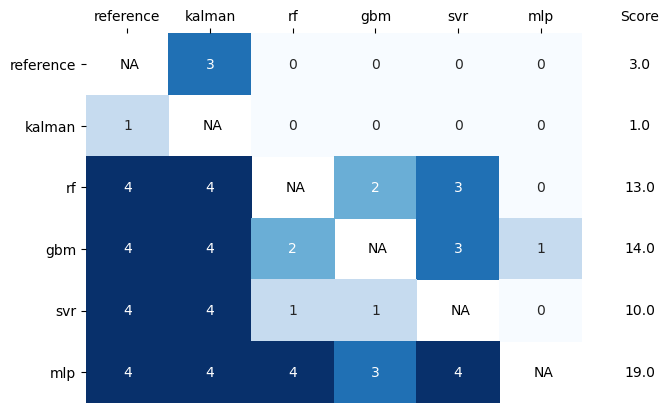 reference kalman rf gbm svr mlp Score
reference NA 3 0 0 0 0 3.0
kalman 1 NA 0 0 0 0 1.0
rf 4 4 NA 2 3 0 13.0
gbm 4 4 2 NA 3 1 14.0
svr 4 4 1 1 NA 0 10.0
mlp 4 4 4 3 4 NA 19.0